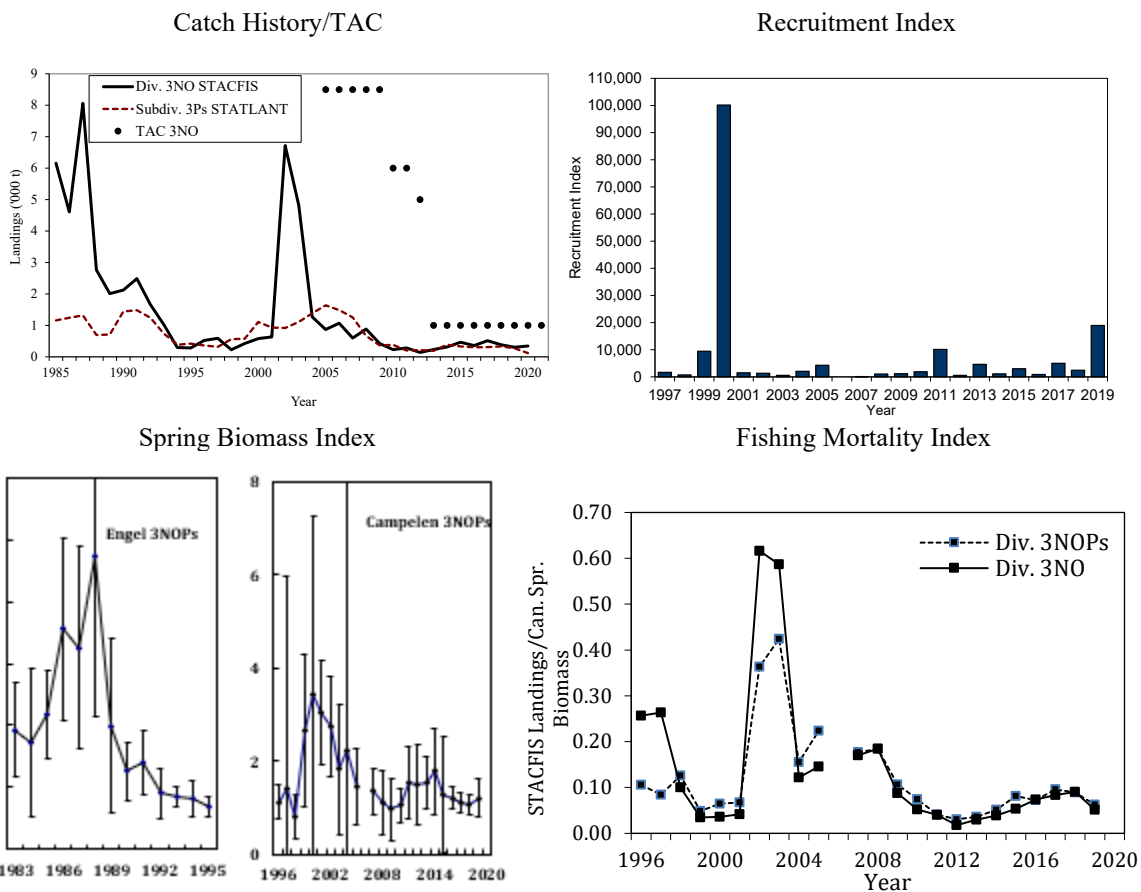 Catch History/TAC
Recruitment Index
9
8
7
6
5
4
3
2
1
0
Landings ('000 t)
Div. 3NO STACFIS
Subdiv. 3Ps STATLANT
TAC 3NO
1985 1990 1995 2000 2005 2010 2015 2020
Year
110,000
100,000
90,000
80,000
70,000
60,000
50,000
40,000
30,000
20,000
10,000
0
Recruitment Index
1997 1999 2001 2003 2005 2007 2009 2011 2013 2015 2017 2019
Year
Spring Biomass Index
Fishing Mortality Index
Engel 3NOPs
1983 1986 1989 1992 1995
8
6
4
2
0
Campelen 3NOPs
1996 2002 2008 2014 2020
0.70
0.60
0.50
0.40
0.30
0.20
0.10
0.00
STACFIS Landings/Can. Spr.
Biomass
Div. 3NOPs
Div. 3NO
1996 2000 2004 2008 2012 2016 2020
Year